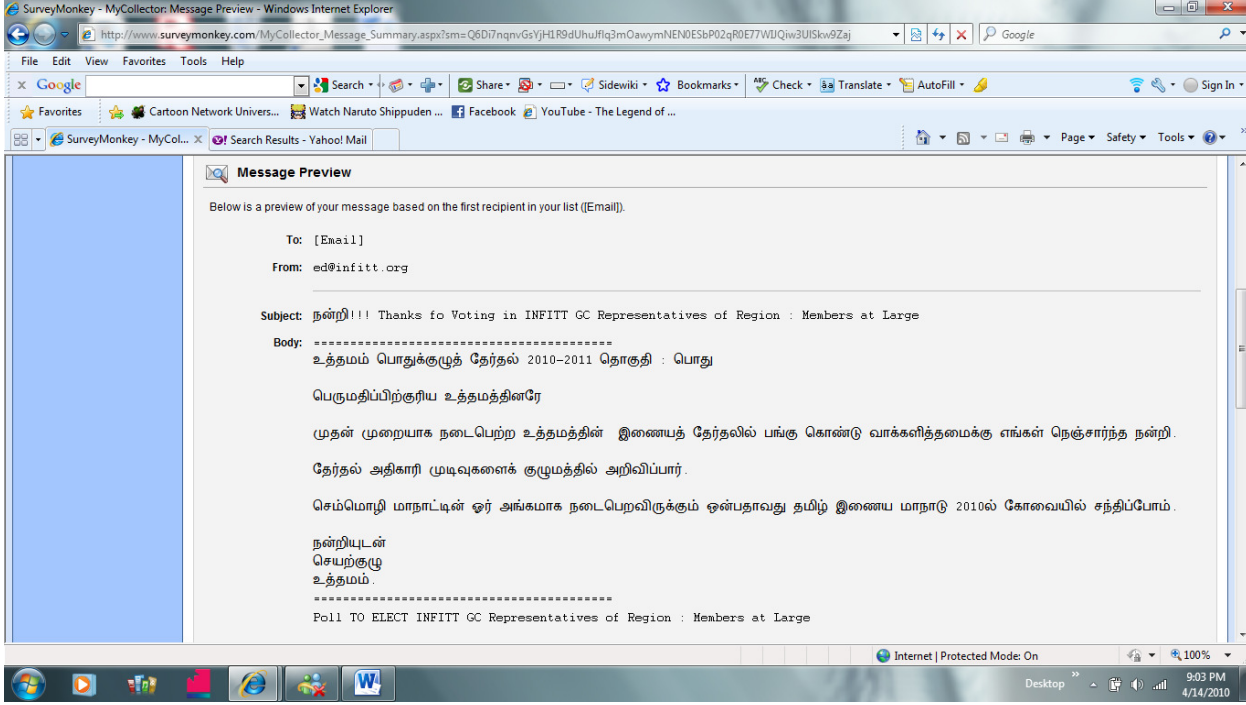 SurveyMonkey - MyCollector: Message Preview - Windows Internet Explorer
http://www.surveymonkey.com/MyCollector_Message_Summary.aspx?sm=
Google
File Edit View Favorites Tools Help
x Google Search Share Sidewiki Bookmarks Check Translate AutoFill Sign In
Favorites Cartoon Network Univers... Watch Naruto Shippuden ... Facebook YouTube - The Legend of ...
SurveyMonkey - MyCol... X Search Results - Yahoo! Mail Page Safety Tools
Message Preview
Below is a preview of your message based on the first recipient in your list ([Email]).
To: [Email]
From: ed@infitt.org
Subject: நன்றி!!! Thanks fo Voting in INFITT GC Representatives of Region : Members at Large
Body: =========================================
உத்தமம் பொதுக்குழுத் தேர்தல் 2010-2011 தொகுதி : பொது
பெருமதிப்பிற்குரிய உத்தமத்தினரே
முதன் முறையாக நடைபெற்ற உத்தமத்தின் இணையத் தேர்தலில் பங்கு கொண்டு வாக்களித்தமைக்கு எங்கள் நெஞ்சார்ந்த நன்றி.
தேர்தல் அதிகாரி முடிவுகளைக் குழுமத்தில் அறிவிப்பார்.
செம்மொழி மாநாட்டின் ஓர் அங்கமாக நடைபெறவிருக்கும் ஒன்பதாவது தமிழ் இணைய மாநாடு 2010ல் கோவையில் சந்திப்போம்.
நன்றியுடன்
செயற்குழு
உத்தமம்.
=========================================
Poll TO ELECT INFITT GC Representatives of Region : Members at Large
Internet | Protected Mode: On 100%
Desktop 9:03 PM
4/14/2010